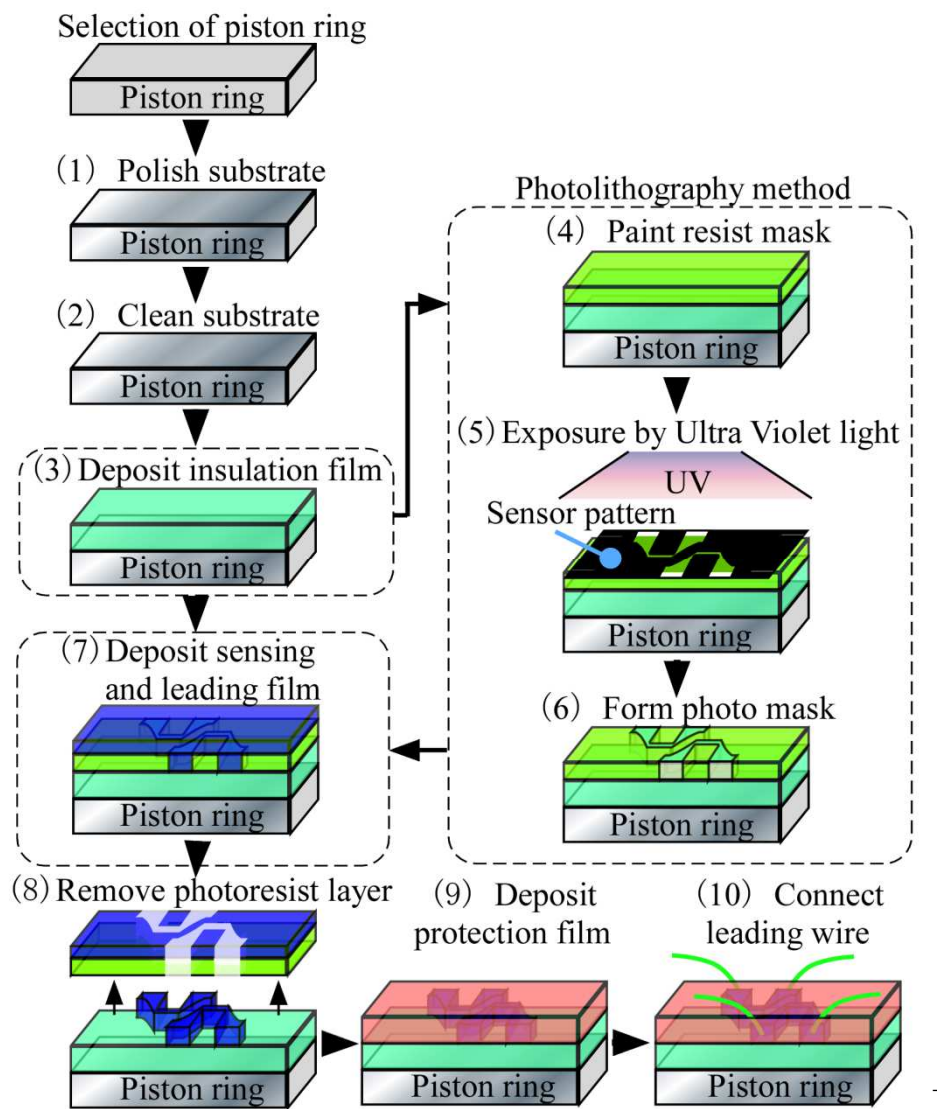 Selection of piston ring
Piston ring
(1) Polish substrate
Piston ring
(2) Clean substrate
Piston ring
(3) Deposit insulation film
Piston ring
Photolithography method
(4) Paint resist mask
Piston ring
(5) Exposure by Ultra Violet light
UV
Sensor pattern
Piston ring
(6) Form photo mask
Piston ring
(7) Deposit sensing
and leading film
Piston ring
(8) Remove photoresist layer
Piston ring
(9) Deposit
protection film
Piston ring
(10) Connect
leading wire
Piston ring